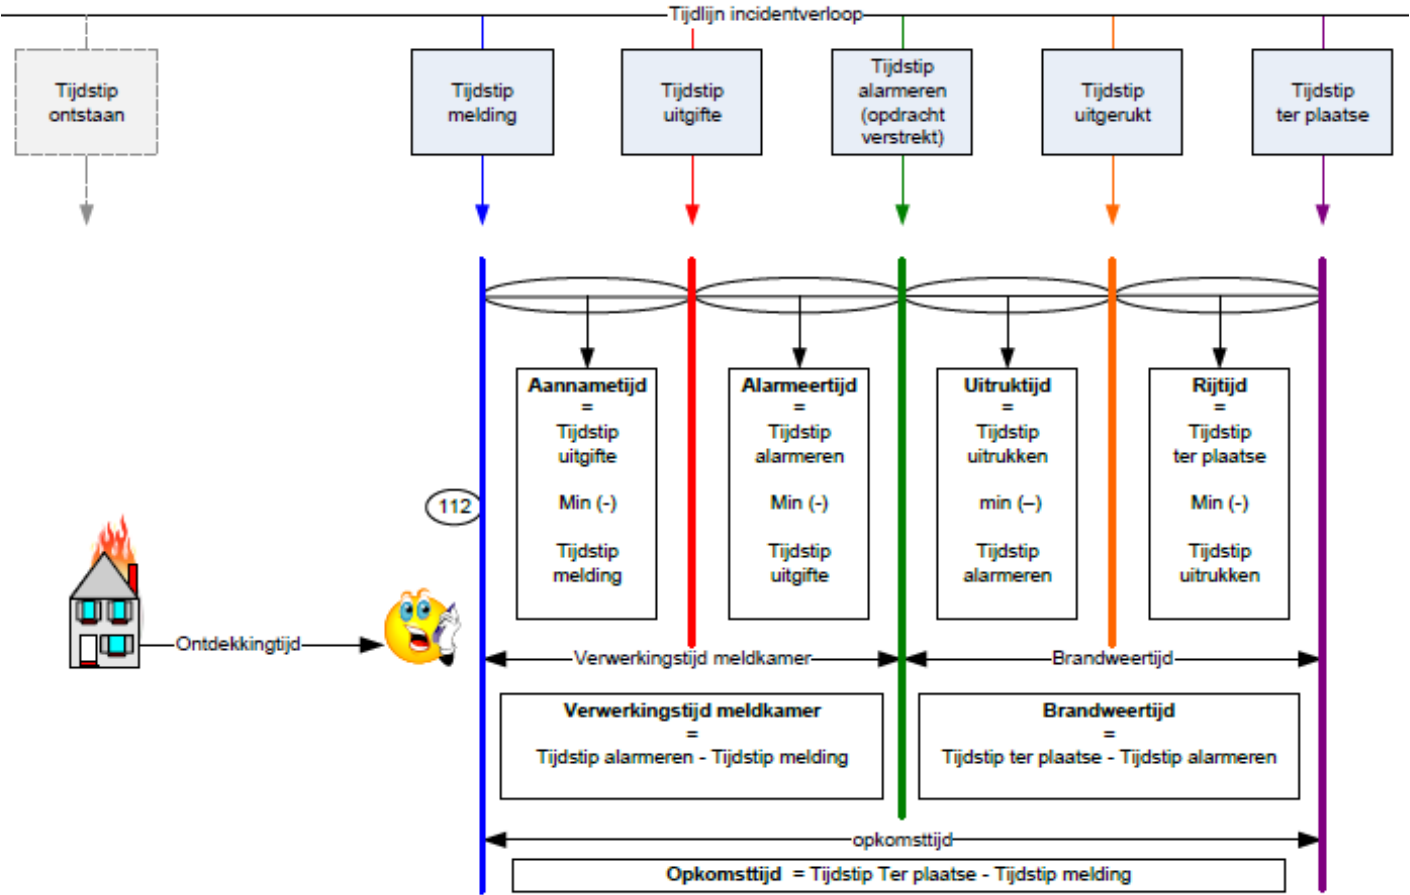 Tijdlijn incidentverloop
Tijdstip
ontstaan
Tijdstip
melding
Tijdstip
uitgifte
Tijdstip
alarmeren
(opdracht
verstrekt)
Tijdstip
uitgerukt
Tijdstip
ter plaatse
Aannametijd
=
Tijdstip
uitgifte
Min (-)
Tijdstip
melding
Alarmeertijd
=
Tijdstip
alarmeren
Min (-)
Tijdstip
uitgifte
Uitruktijd
=
Tijdstip
uitrukken
min (–)
Tijdstip
alarmeren
Rijtijd
=
Tijdstip
ter plaatse
Min (-)
Tijdstip
uitrukken
112
Ontdekkingtijd
Verwerkingstijd meldkamer
Brandweertijd
Verwerkingstijd meldkamer
=
Tijdstip alarmeren - Tijdstip melding
Brandweertijd
=
Tijdstip ter plaatse - Tijdstip alarmeren
opkomsttijd
Opkomsttijd = Tijdstip Ter plaatse - Tijdstip melding